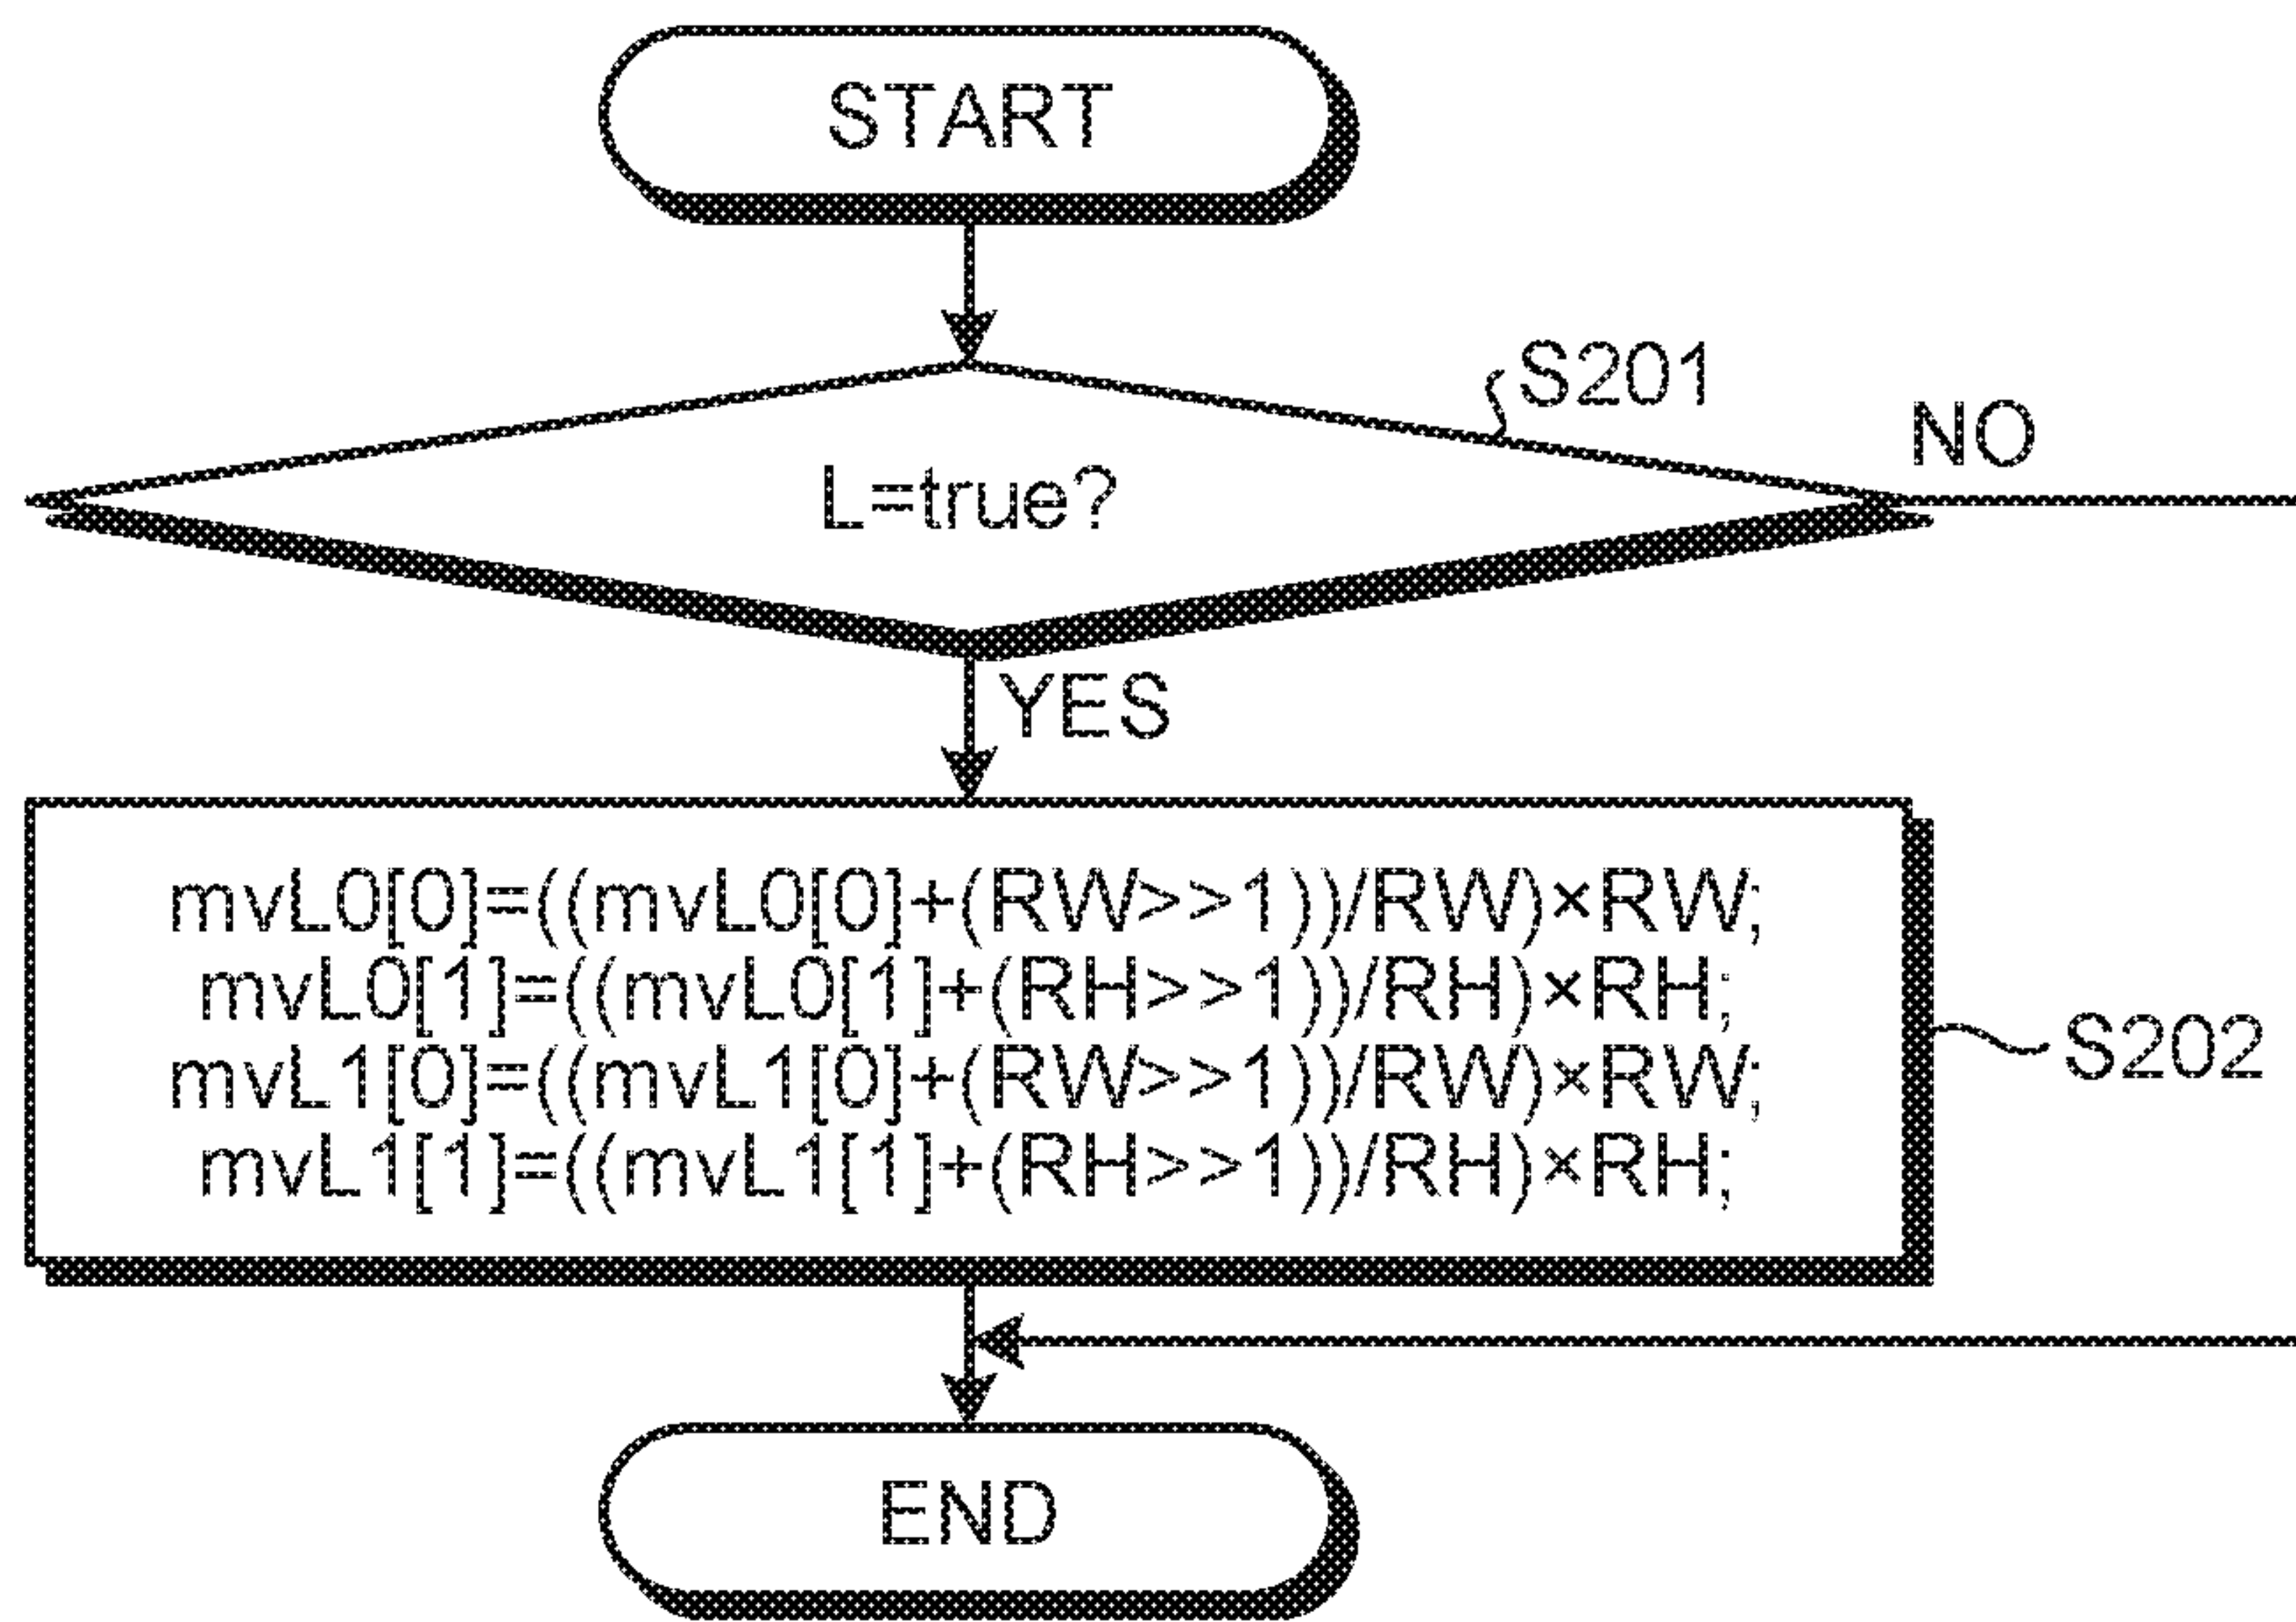 START
S201
L=true?
NO
YES
mvL0[0]=((mvL0[0]+(RW>>1))/RW)×RW;
mvL0[1]=((mvL0[1]+(RH>>1))/RH)×RH;
mvL1[0]=((mvL1[0]+(RW>>1))/RW)×RW;
mvL1[1]=((mvL1[1]+(RH>>1))/RH)×RH;
S202
END